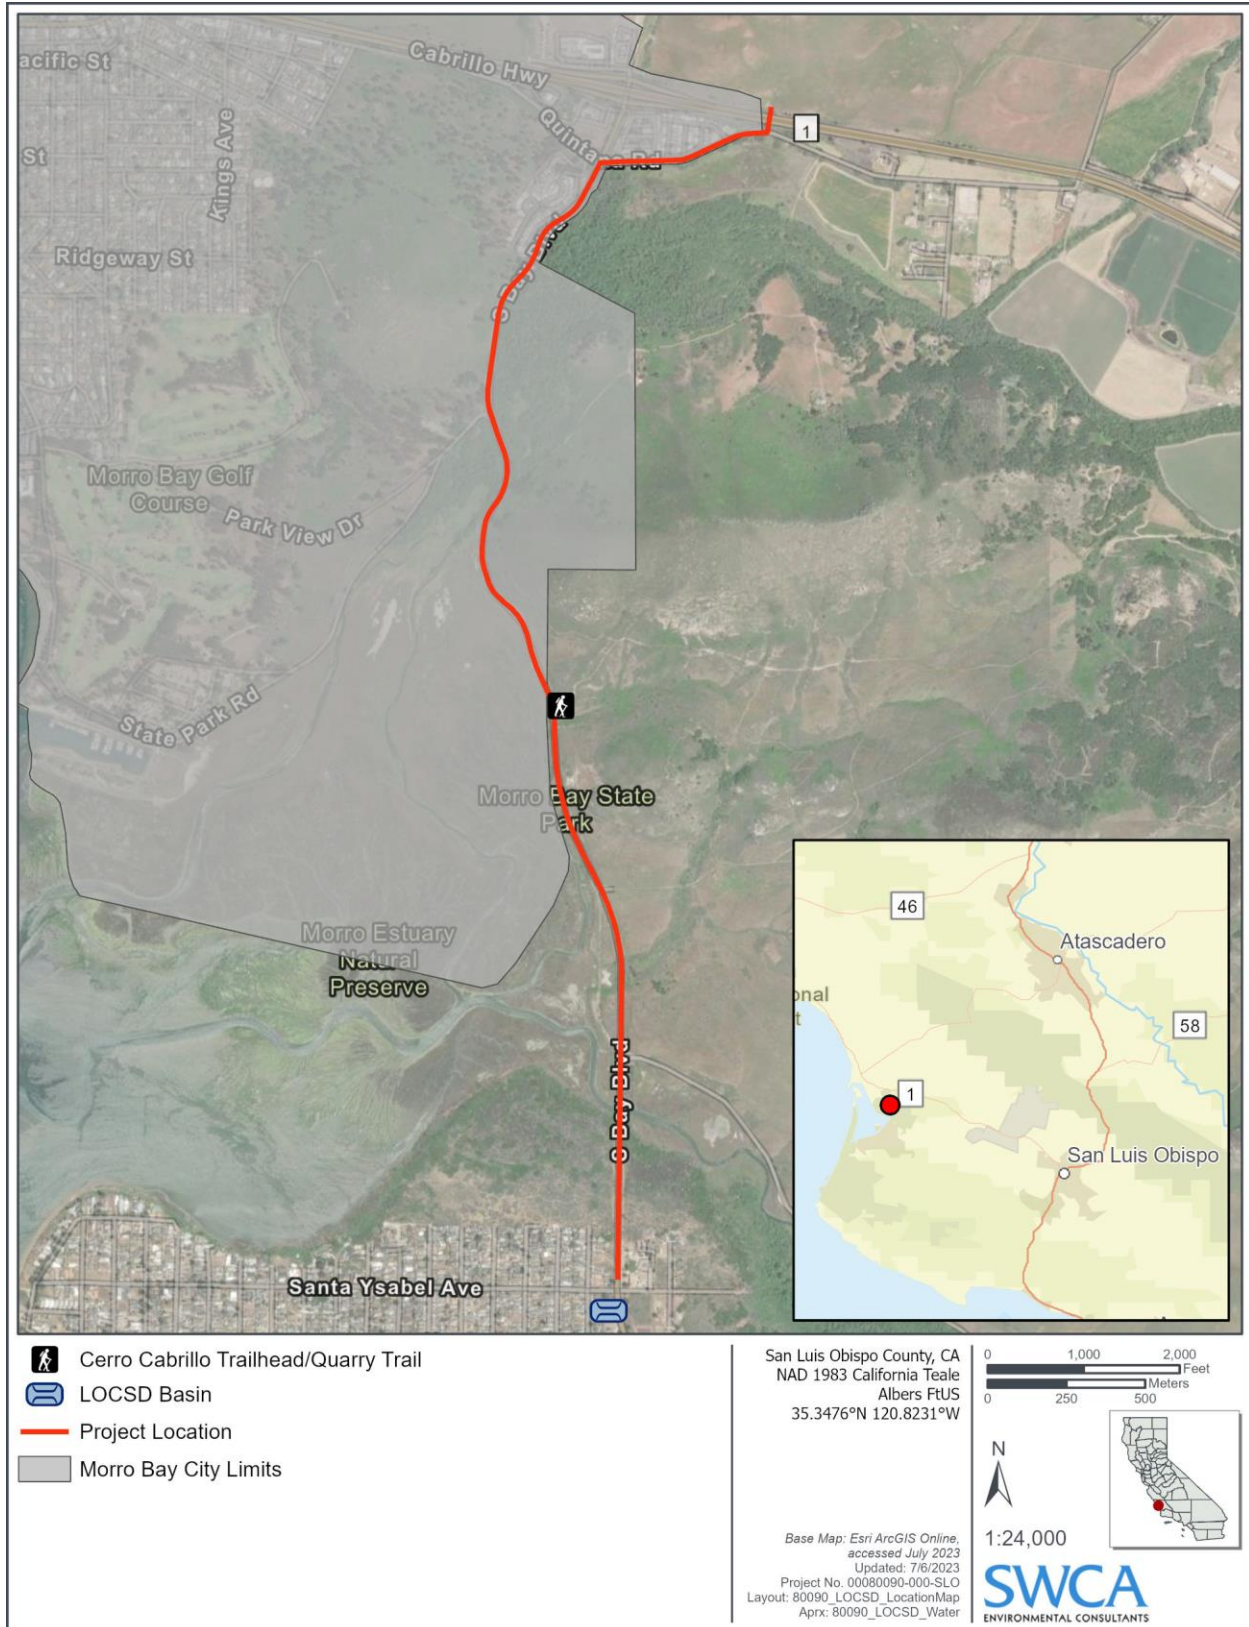 Cabrillo Hwy
acific St
Kings Ave
Quinta Rd
1
St
S Bay Blvd
Ridgeway St
Morro Bay Golf
Course
Park View Dr
State Park Rd
Morro Bay State
Park
Morro Estuary
Natural
Preserve
S Bay Blvd
Santa Ysabel Ave
46
Atascadero
onal
t
58
1
San Luis Obispo
Cerro Cabrillo Trailhead/Quarry Trail
LOCSD Basin
Project Location
Morro Bay City Limits
San Luis Obispo County, CA
NAD 1983 California Teale
Albers FtUS
35.3476°N 120.8231°W
Base Map: Esri ArcGIS Online,
accessed July 2023
Updated: 7/6/2023
Project No. 00080090-000-SLO
Layout: 80090_LOCSD_LocationMap
Aprx: 80090_LOCSD_Water
0 1,000 2,000
Feet
Meters
0 250 500
N
1:24,000
SWCA
ENVIRONMENTAL CONSULTANTS